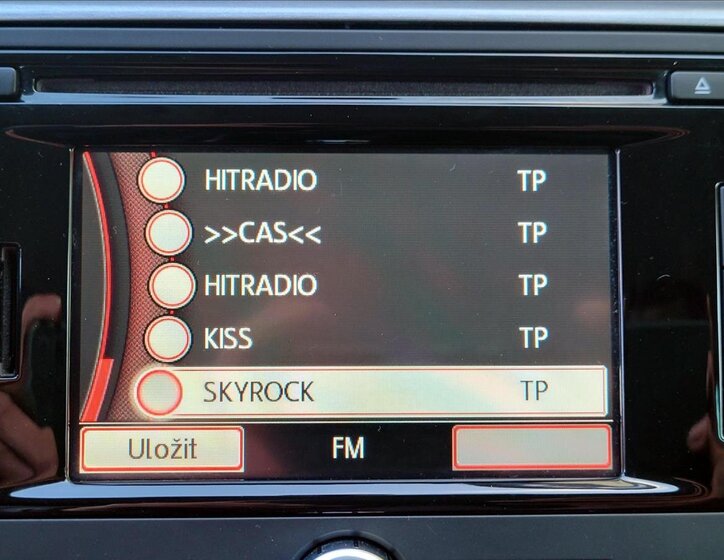 HITRADIO TP
>>CAS<< TP
HITRADIO TP
KISS TP
SKYROCK TP
Uložit FM